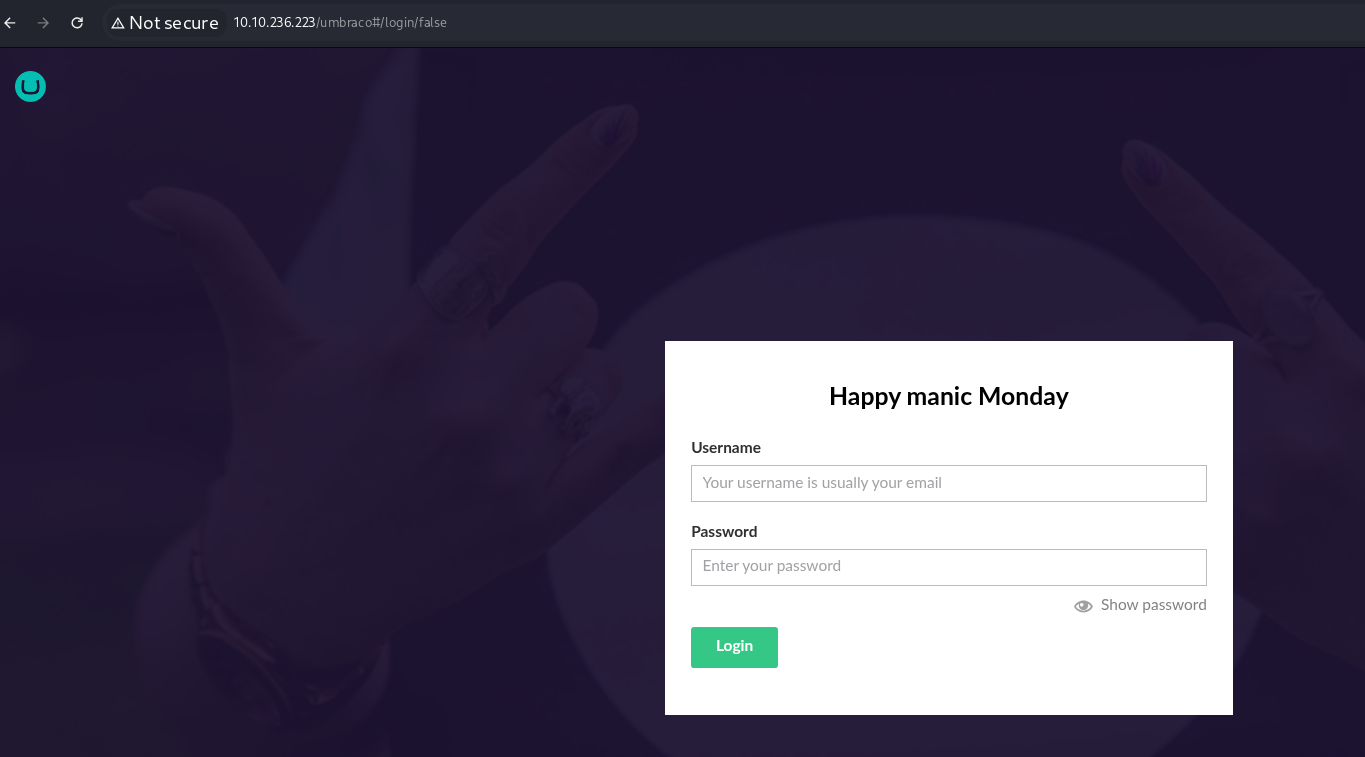 Not secure 10.10.236.223/umbraco#/login/false
Happy manic Monday
Username
Your username is usually your email
Password
Enter your password
Show password
Login